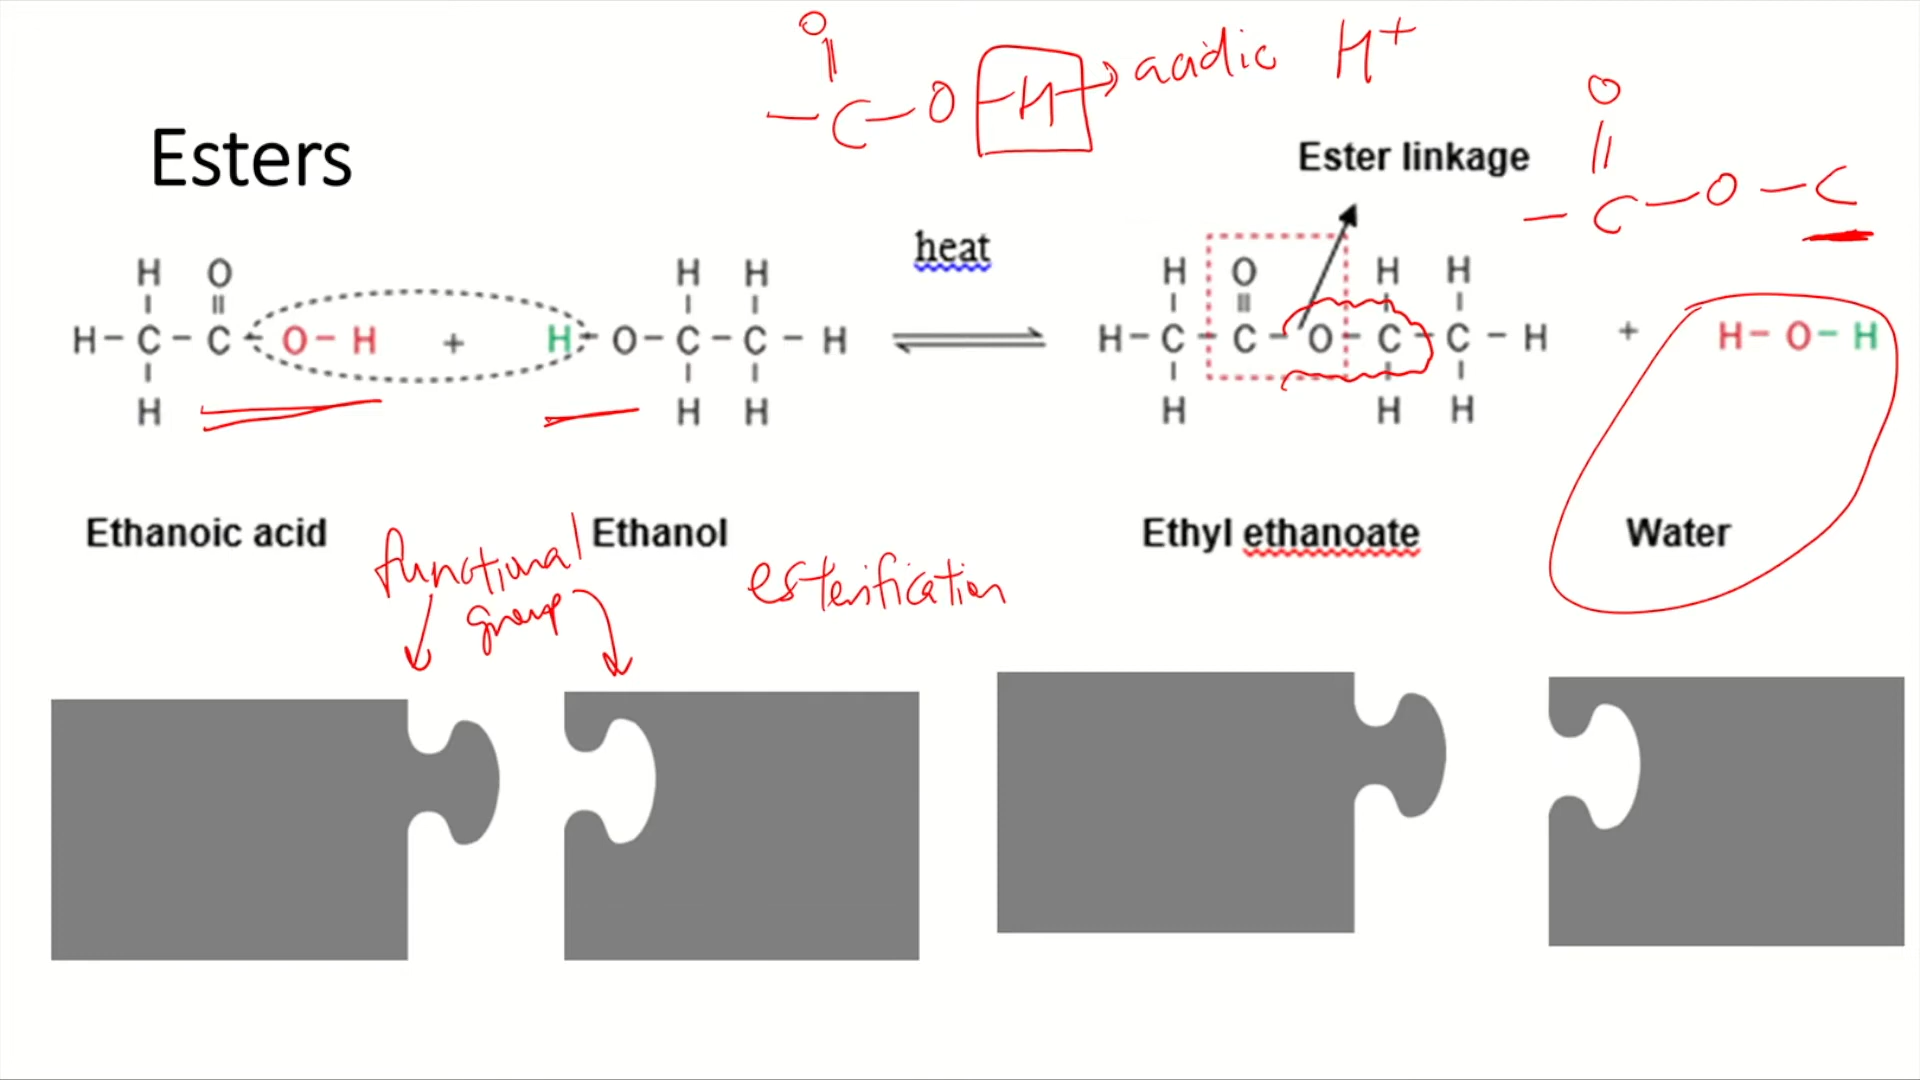 O
||
– C – O – H → acidic H⁺
O
||
– C – O – C
Esters
Ester linkage
heat
H O H H H O H H
| || | | | || | |
H – C – C – O – H + H – O – C – C – H ⇌ H – C – C – O – C – C – H + H – O – H
| | | | | |
H H H H H H
Ethanoic acid
Ethanol
Ethyl ethanoate
Water
functional
group
esterification